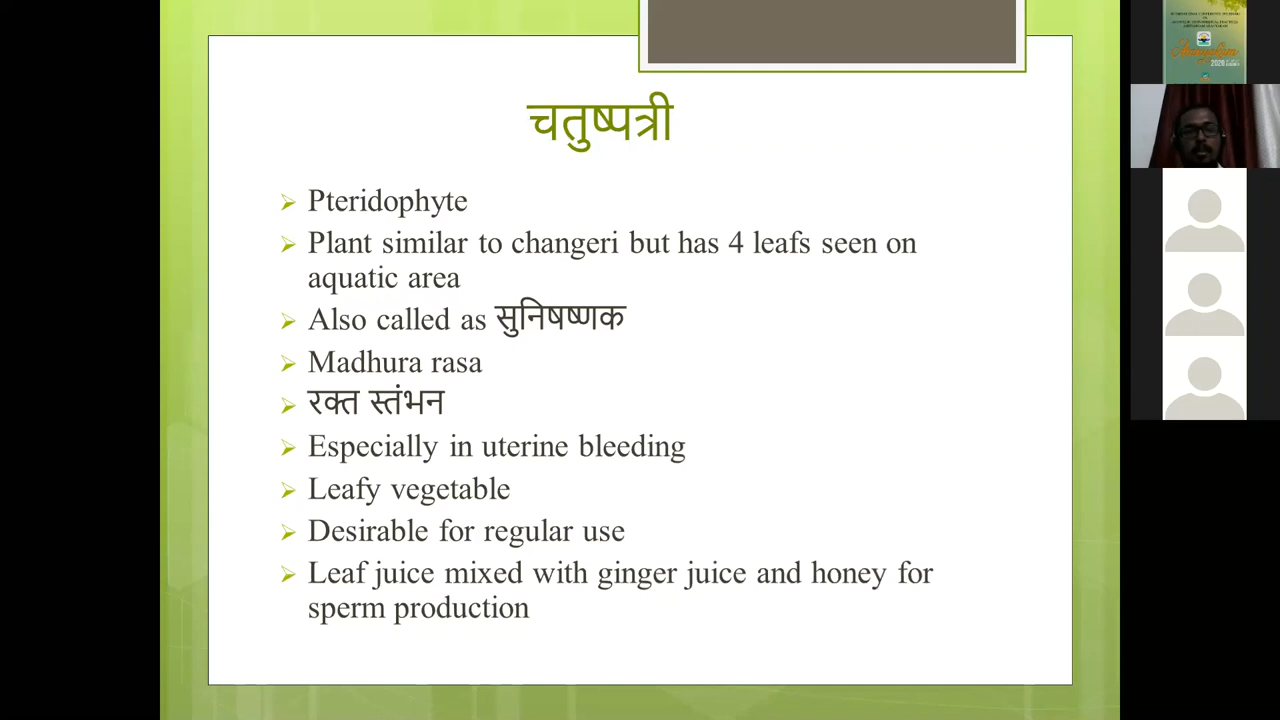 चतुष्पत्री
Pteridophyte
Plant similar to changeri but has 4 leafs seen on
aquatic area
Also called as सुनिषष्णक
Madhura rasa
रक्त स्तंभन
Especially in uterine bleeding
Leafy vegetable
Desirable for regular use
Leaf juice mixed with ginger juice and honey for
sperm production
2020